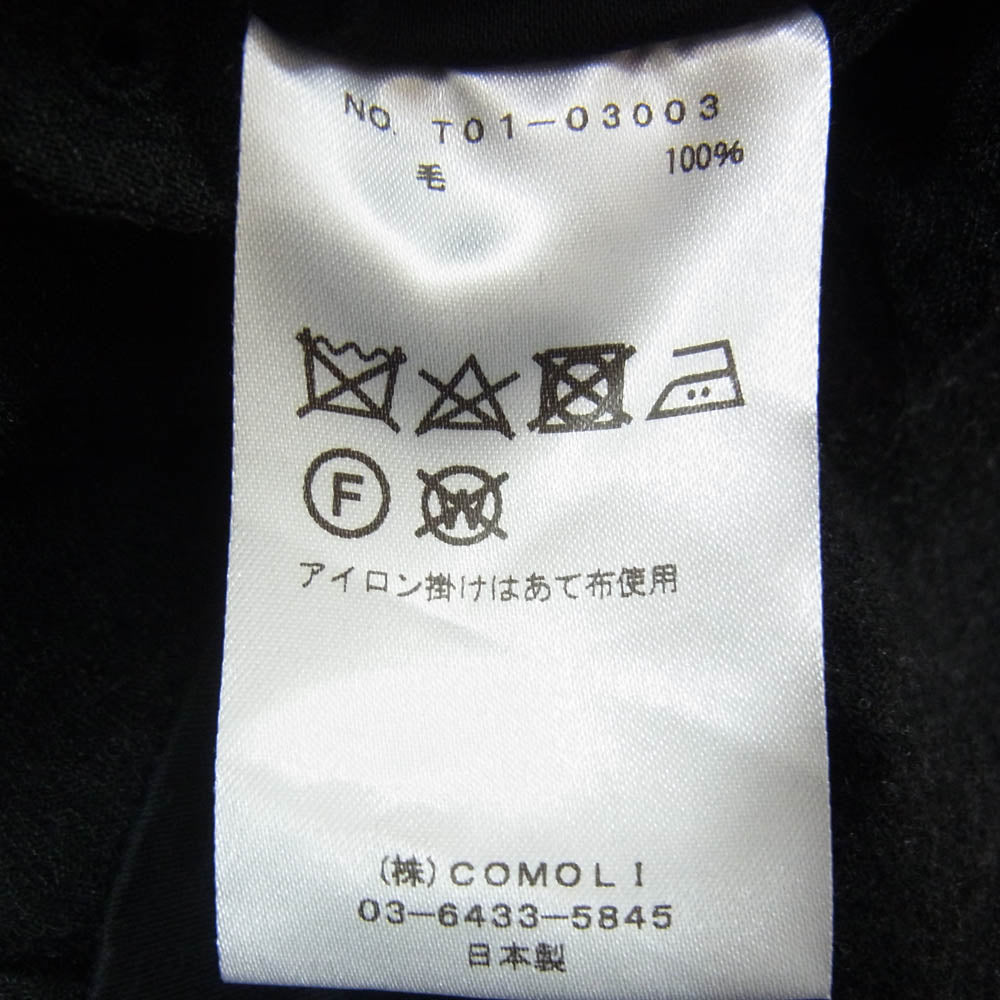 NO. T01-03003
毛 100%
F W
アイロン掛けはあて布使用
(株)COMOLI
03-6433-5845
日本製